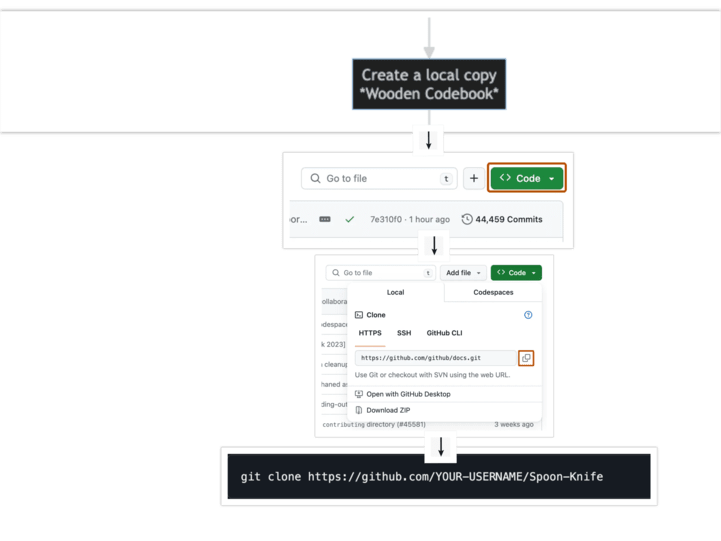 Create a local copy
*Wooden Codebook*
Go to file
t
+
<> Code
or...
7e310f0 · 1 hour ago
44,459 Commits
Go to file
t
Add file
<> Code
Local
Codespaces
ollabora
Clone
?
HTTPS
SSH
GitHub CLI
k 2023]
https://github.com/github/docs.git
cleanup
Use Git or checkout with SVN using the web URL.
haned a
Open with GitHub Desktop
ding-out
Download ZIP
contributing directory (#45581)
3 weeks ago
git clone https://github.com/YOUR-USERNAME/Spoon-Knife